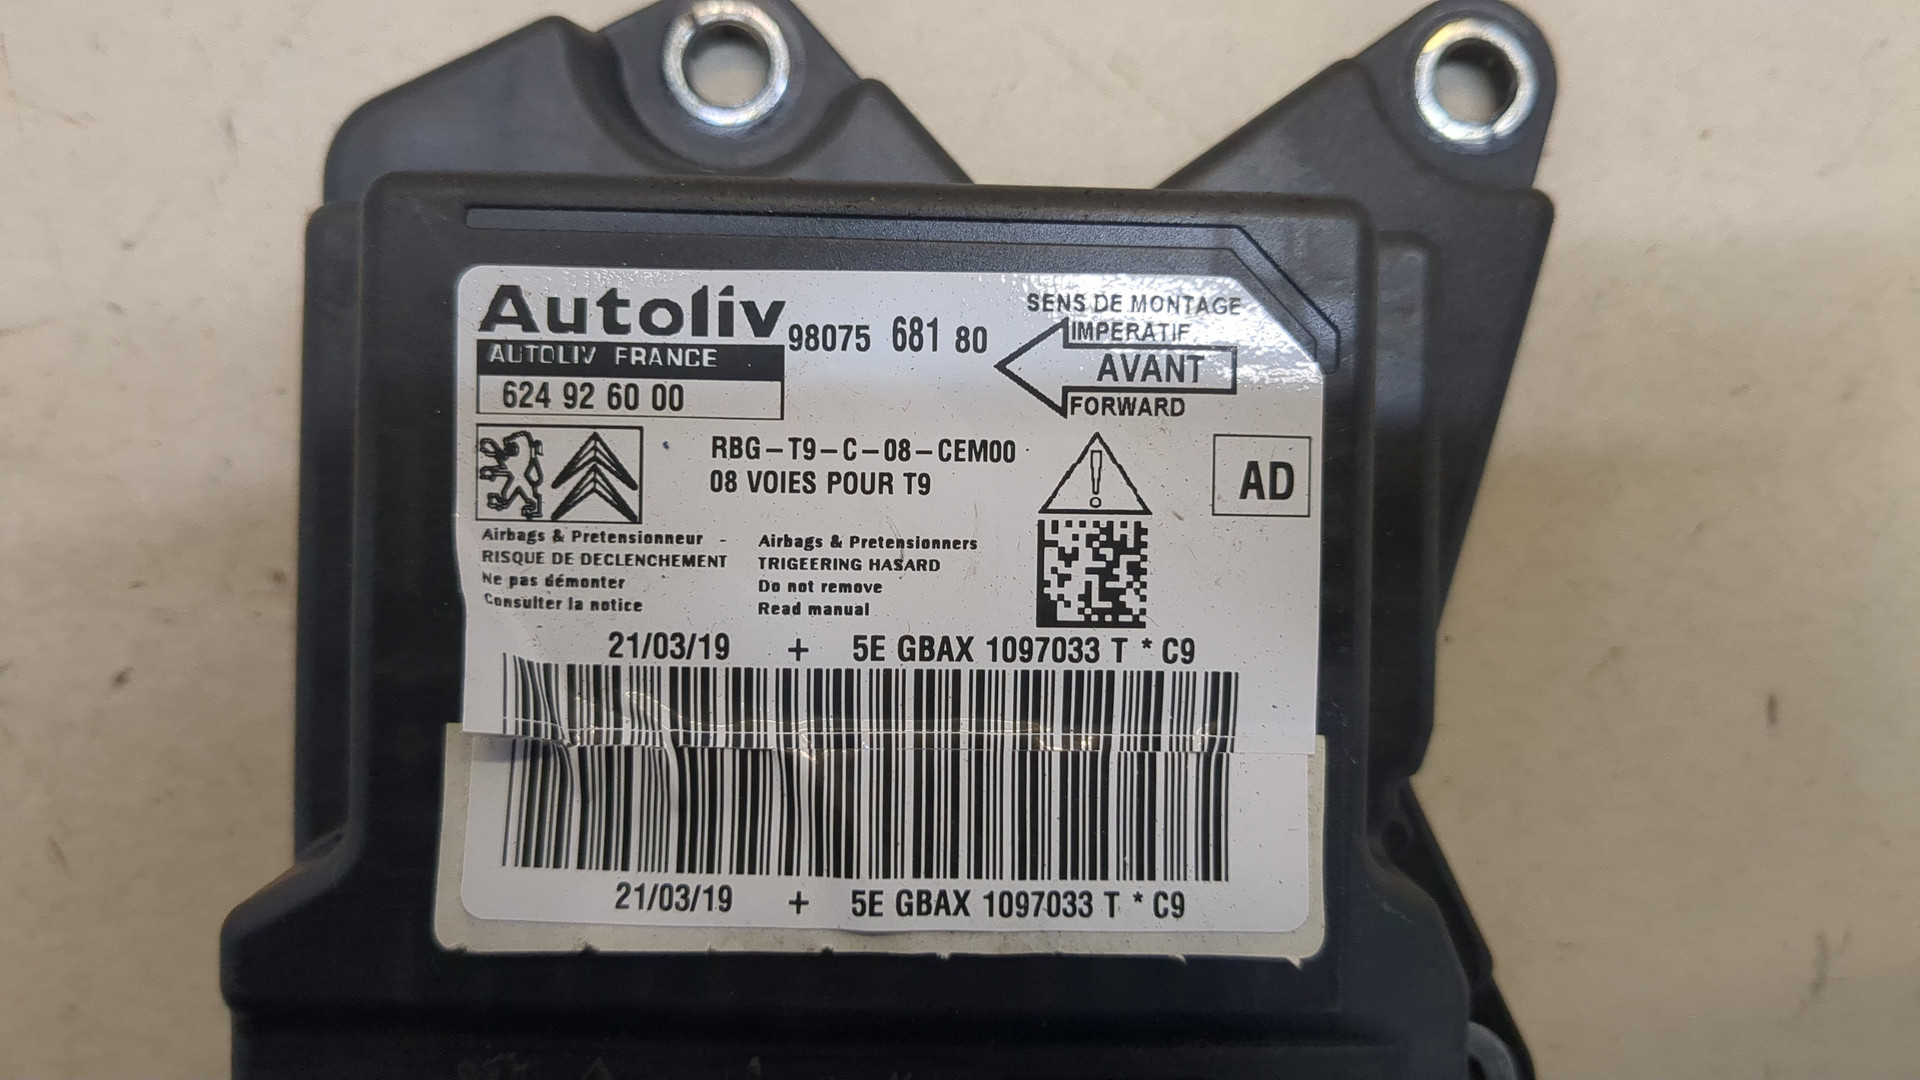 Autoliv
AUTOLIV FRANCE
624 92 60 00
98075 681 80
SENS DE MONTAGE
IMPERATIF
AVANT
FORWARD
RBG-T9-C-08-CEM00
08 VOIES POUR T9
AD
Airbags & Pretensionneur -
RISQUE DE DECLENCHEMENT
Ne pas démonter
Consulter la notice
Airbags & Pretensionners
TRIGEERING HASARD
Do not remove
Read manual
21/03/19 + 5E GBAX 1097033 T * C9
21/03/19 + 5E GBAX 1097033 T * C9